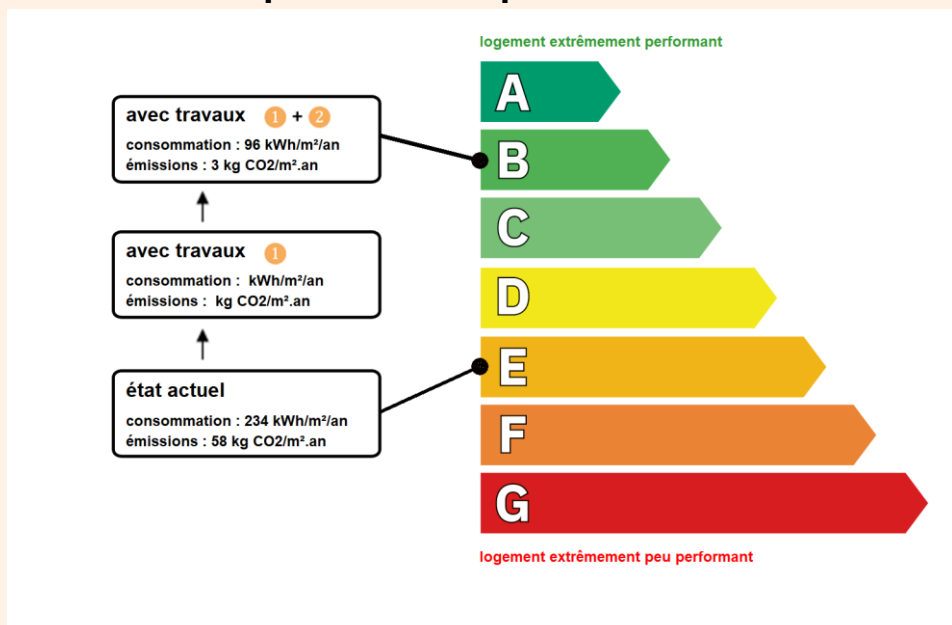 logement extrêmement performant
A
avec travaux 1 + 2
consommation : 96 kWh/m²/an
émissions : 3 kg CO2/m².an
B
C
avec travaux 1
consommation : kWh/m²/an
émissions : kg CO2/m².an
D
E
état actuel
consommation : 234 kWh/m²/an
émissions : 58 kg CO2/m².an
F
G
logement extrêmement peu performant